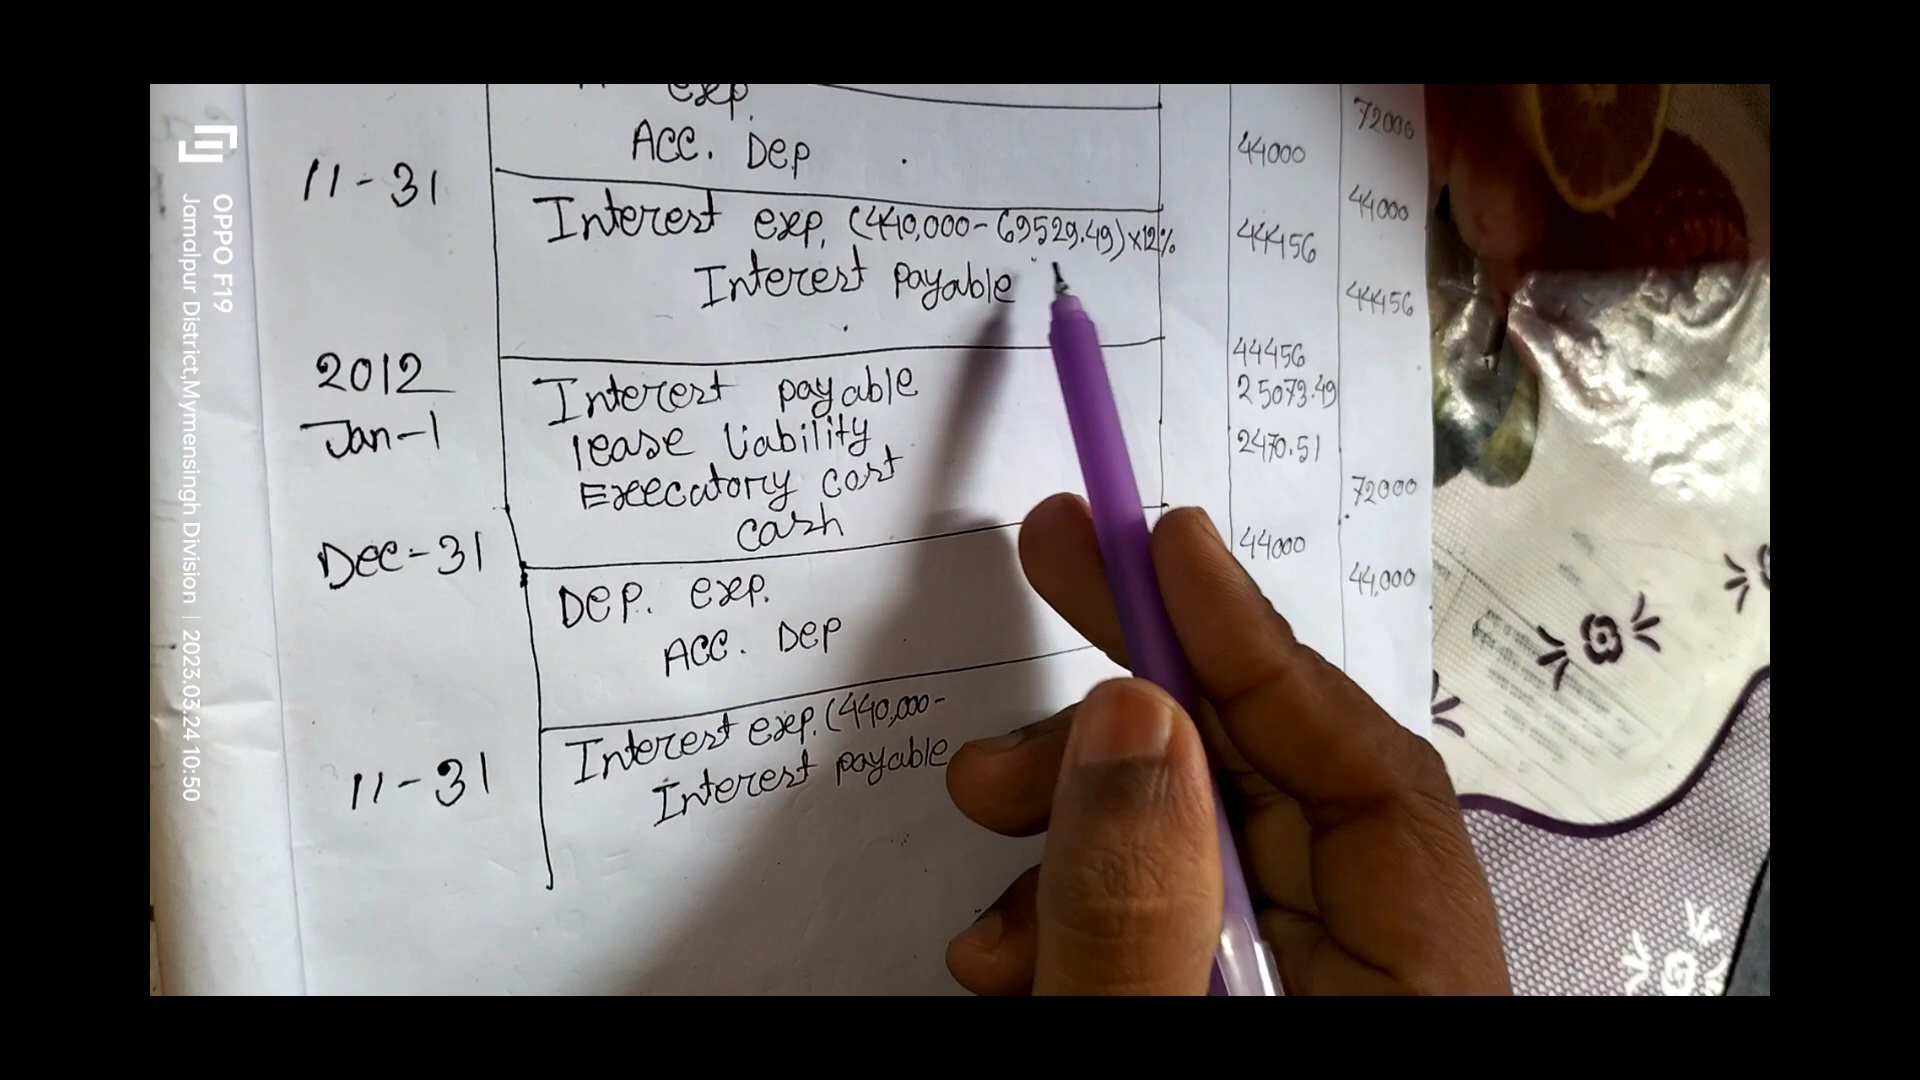 exp.
72000
ACC. Dep
44000
11-31
44000
Interest exp. (440,000-69529.49)x12%
44456
Interest payable
44456
2012
Jan-1
Interest payable
44456
lease liability
25073.49
Execcatory cost
2470.51
cash
72000
Dec-31
Dep. exp.
44000
ACC. Dep
44,000
11-31
Interest exp. (440,000-
Interest payable
OPPO F19
Jamalpur District,Mymensingh Division | 2023.03.24 10:50